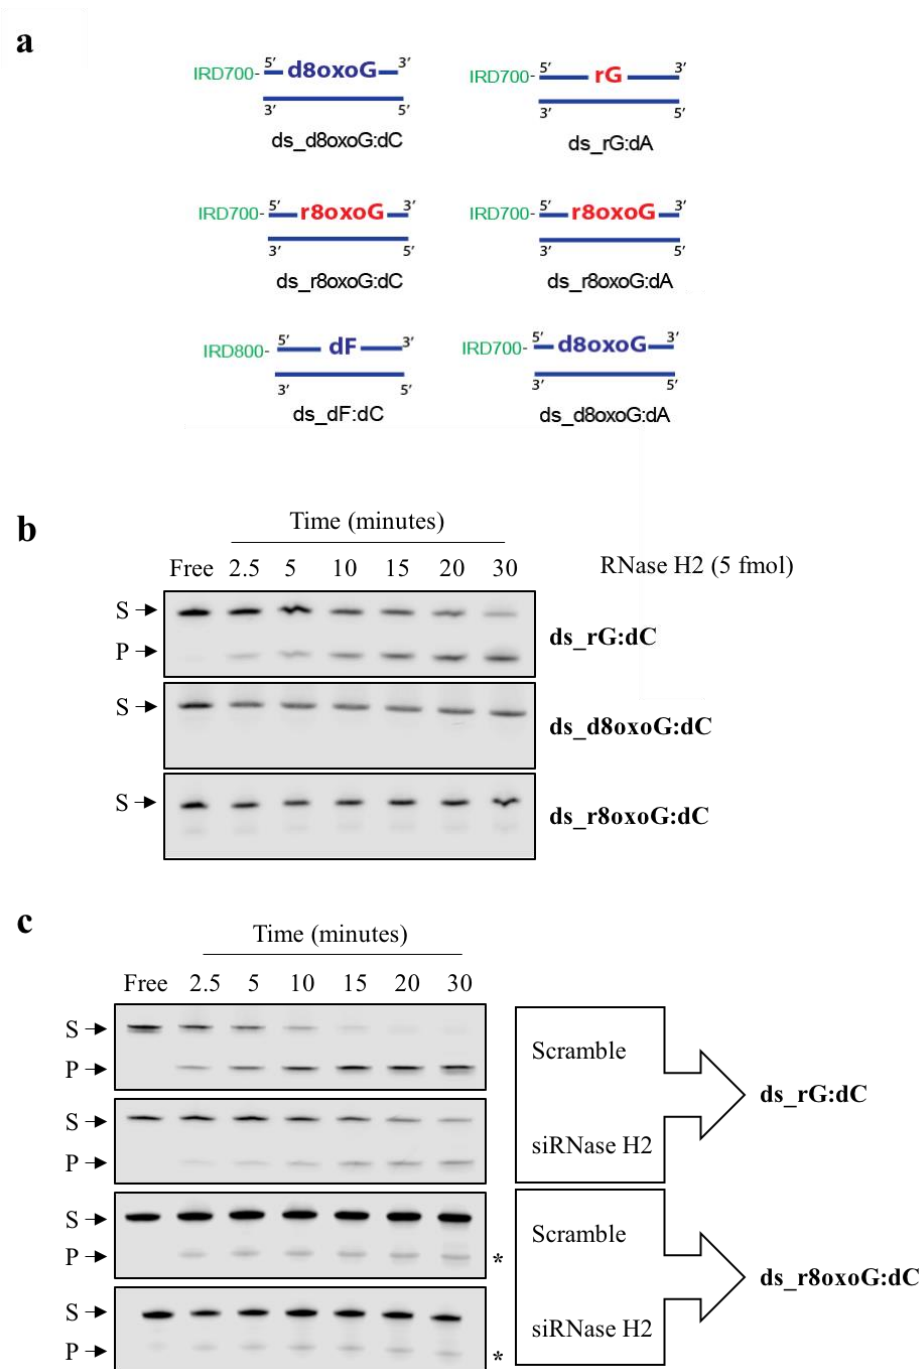 a
IRD700- 5′ d8oxoG 3′
3′ 5′
ds_d8oxoG:dC
IRD700- 5′ rG 3′
3′ 5′
ds_rG:dA
IRD700- 5′ r8oxoG 3′
3′ 5′
ds_r8oxoG:dC
IRD700- 5′ r8oxoG 3′
3′ 5′
ds_r8oxoG:dA
IRD800- 5′ dF 3′
3′ 5′
ds_dF:dC
IRD700- 5′ d8oxoG 3′
3′ 5′
ds_d8oxoG:dA
b
Time (minutes)
Free 2.5 5 10 15 20 30
RNase H2 (5 fmol)
S
P
ds_rG:dC
S
ds_d8oxoG:dC
S
ds_r8oxoG:dC
c
Time (minutes)
Free 2.5 5 10 15 20 30
S
P
Scramble
S
P
siRNase H2
ds_rG:dC
S
P *
Scramble
S
P *
siRNase H2
ds_r8oxoG:dC